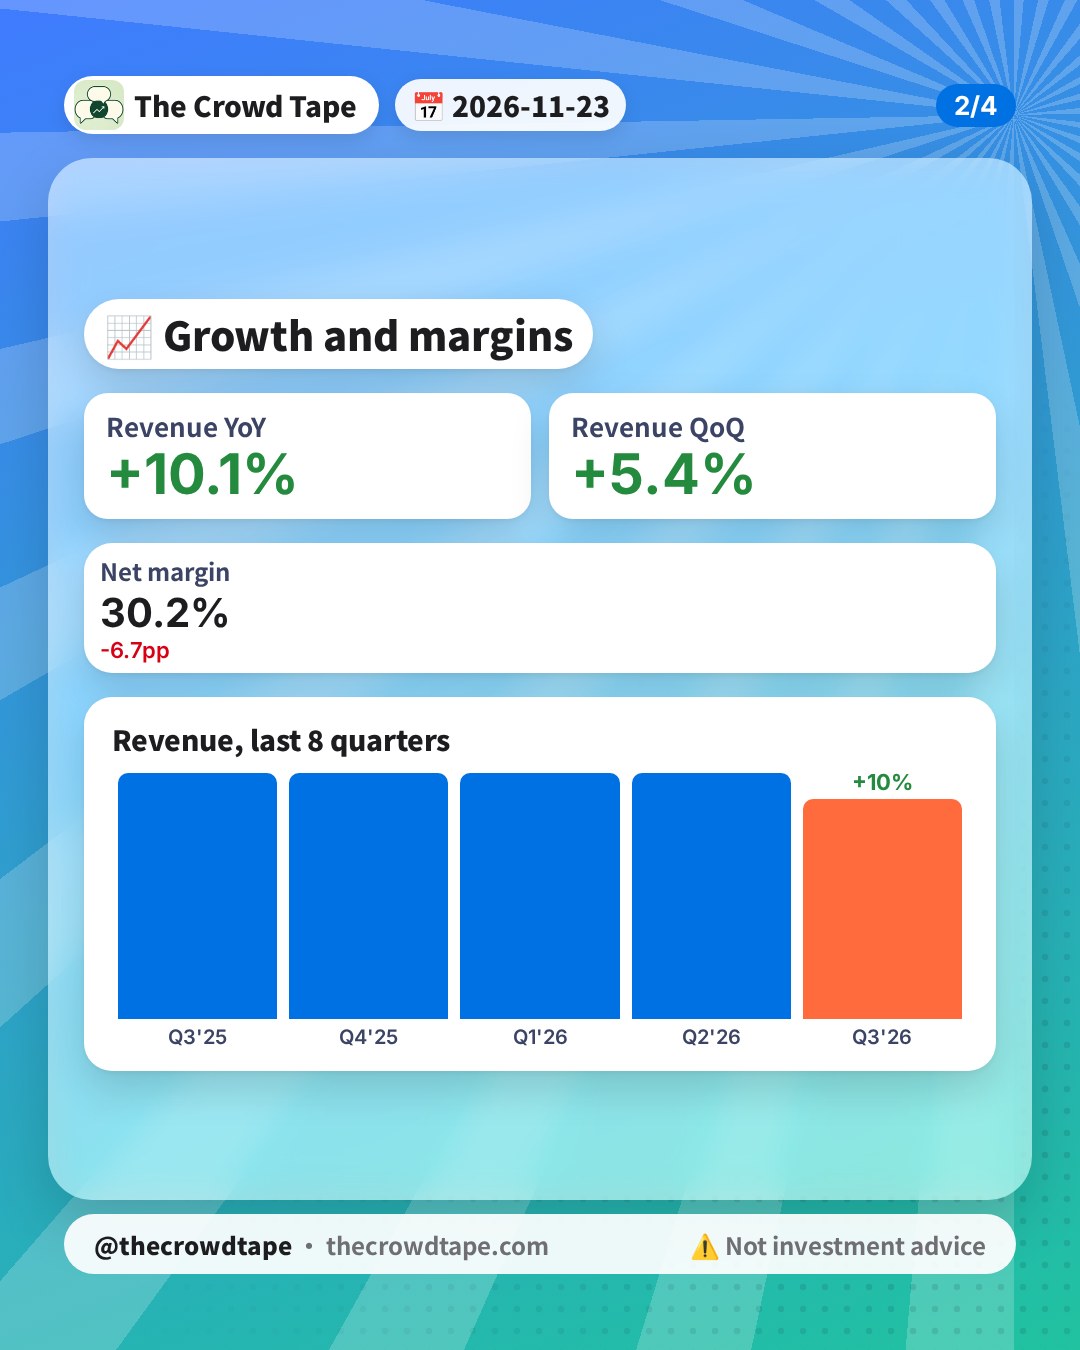 The Crowd Tape
2026-11-23
2/4
Growth and margins
Revenue YoY
+10.1%
Revenue QoQ
+5.4%
Net margin
30.2%
-6.7pp
Revenue, last 8 quarters
+10%
Q3'25
Q4'25
Q1'26
Q2'26
Q3'26
@thecrowdtape • thecrowdtape.com
Not investment advice